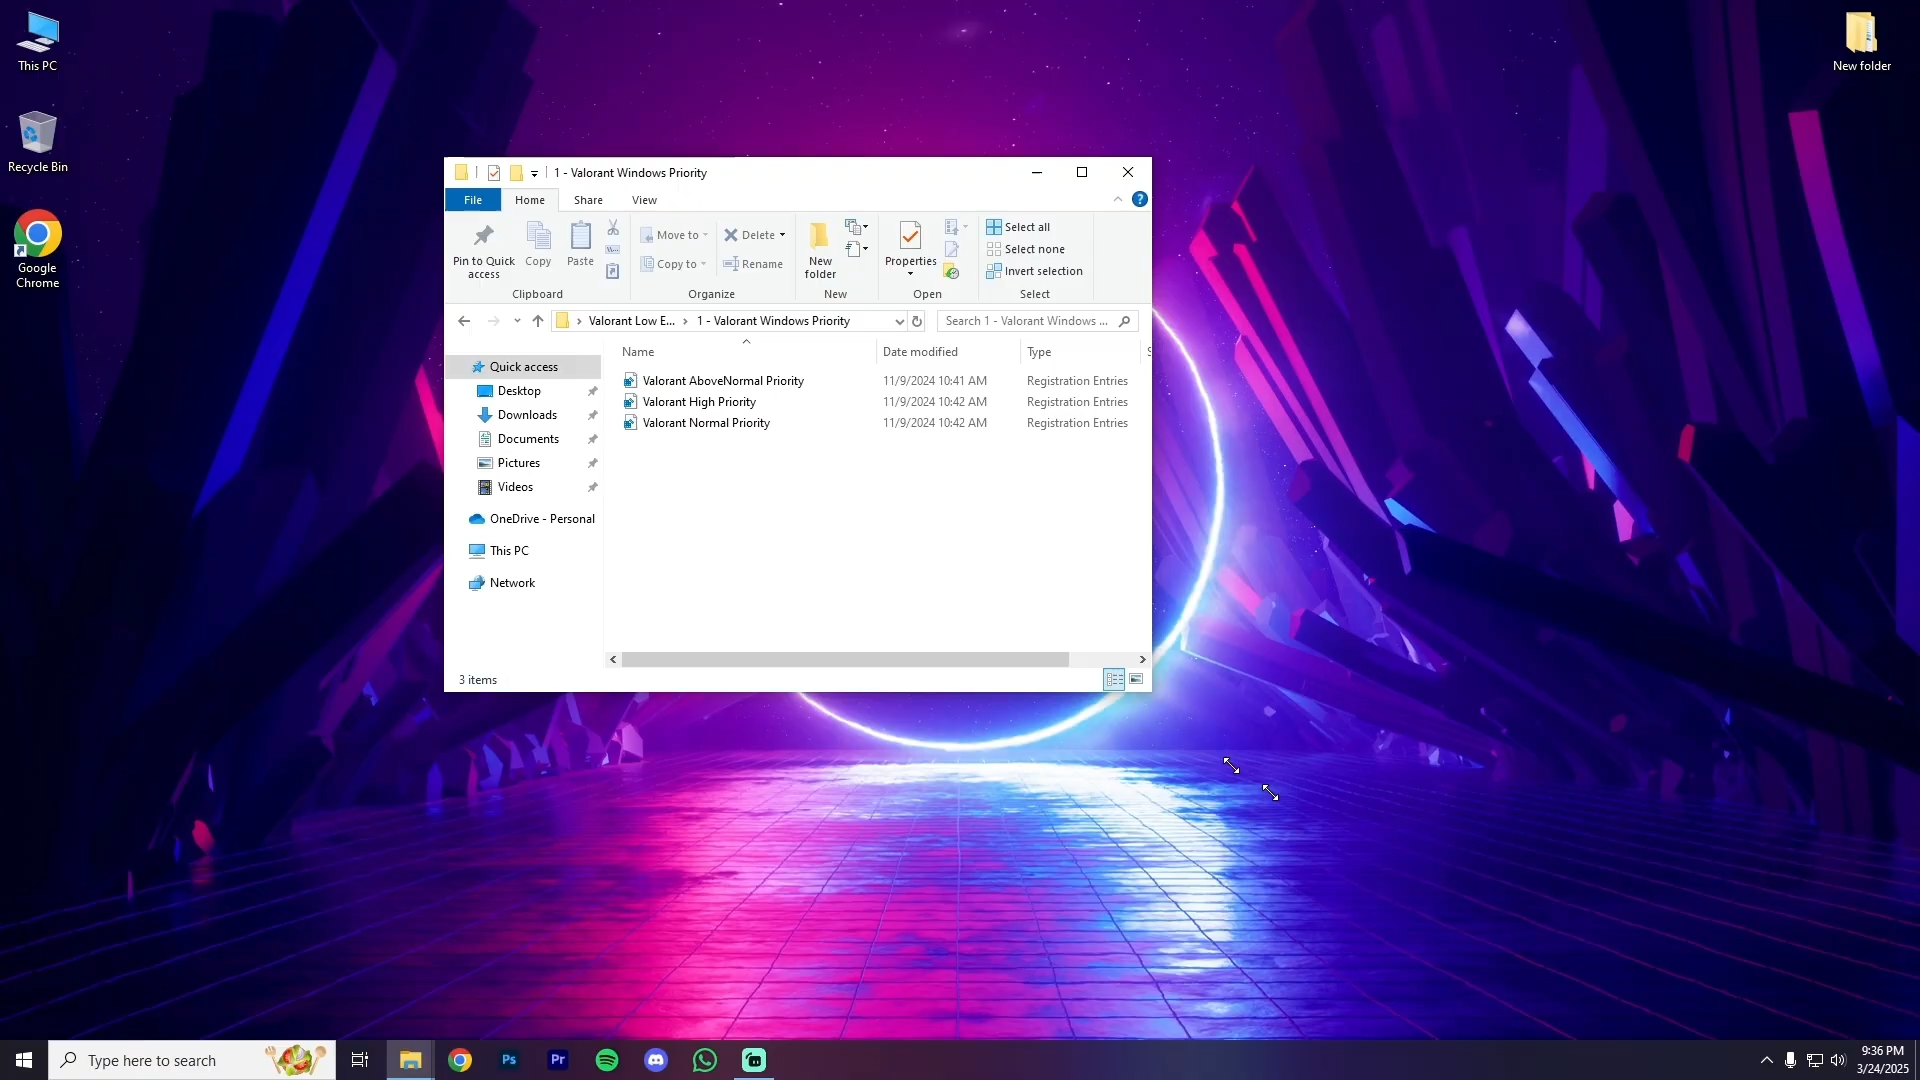 This PC
New folder
Recycle Bin
Google
Chrome
1 - Valorant Windows Priority
File
Home
Share
View
Pin to Quick
access
Copy
Paste
Move to
Copy to
Delete
Rename
New
folder
Properties
Select all
Select none
Invert selection
Clipboard
Organize
New
Open
Select
Valorant Low E...
1 - Valorant Windows Priority
Search 1 - Valorant Windows ...
Name
Date modified
Type
S
Quick access
Desktop
Downloads
Documents
Pictures
Videos
OneDrive - Personal
This PC
Network
Valorant AboveNormal Priority 11/9/2024 10:41 AM Registration Entries
Valorant High Priority 11/9/2024 10:42 AM Registration Entries
Valorant Normal Priority 11/9/2024 10:42 AM Registration Entries
3 items
Type here to search
Ps
Pr
9:36 PM
3/24/2025